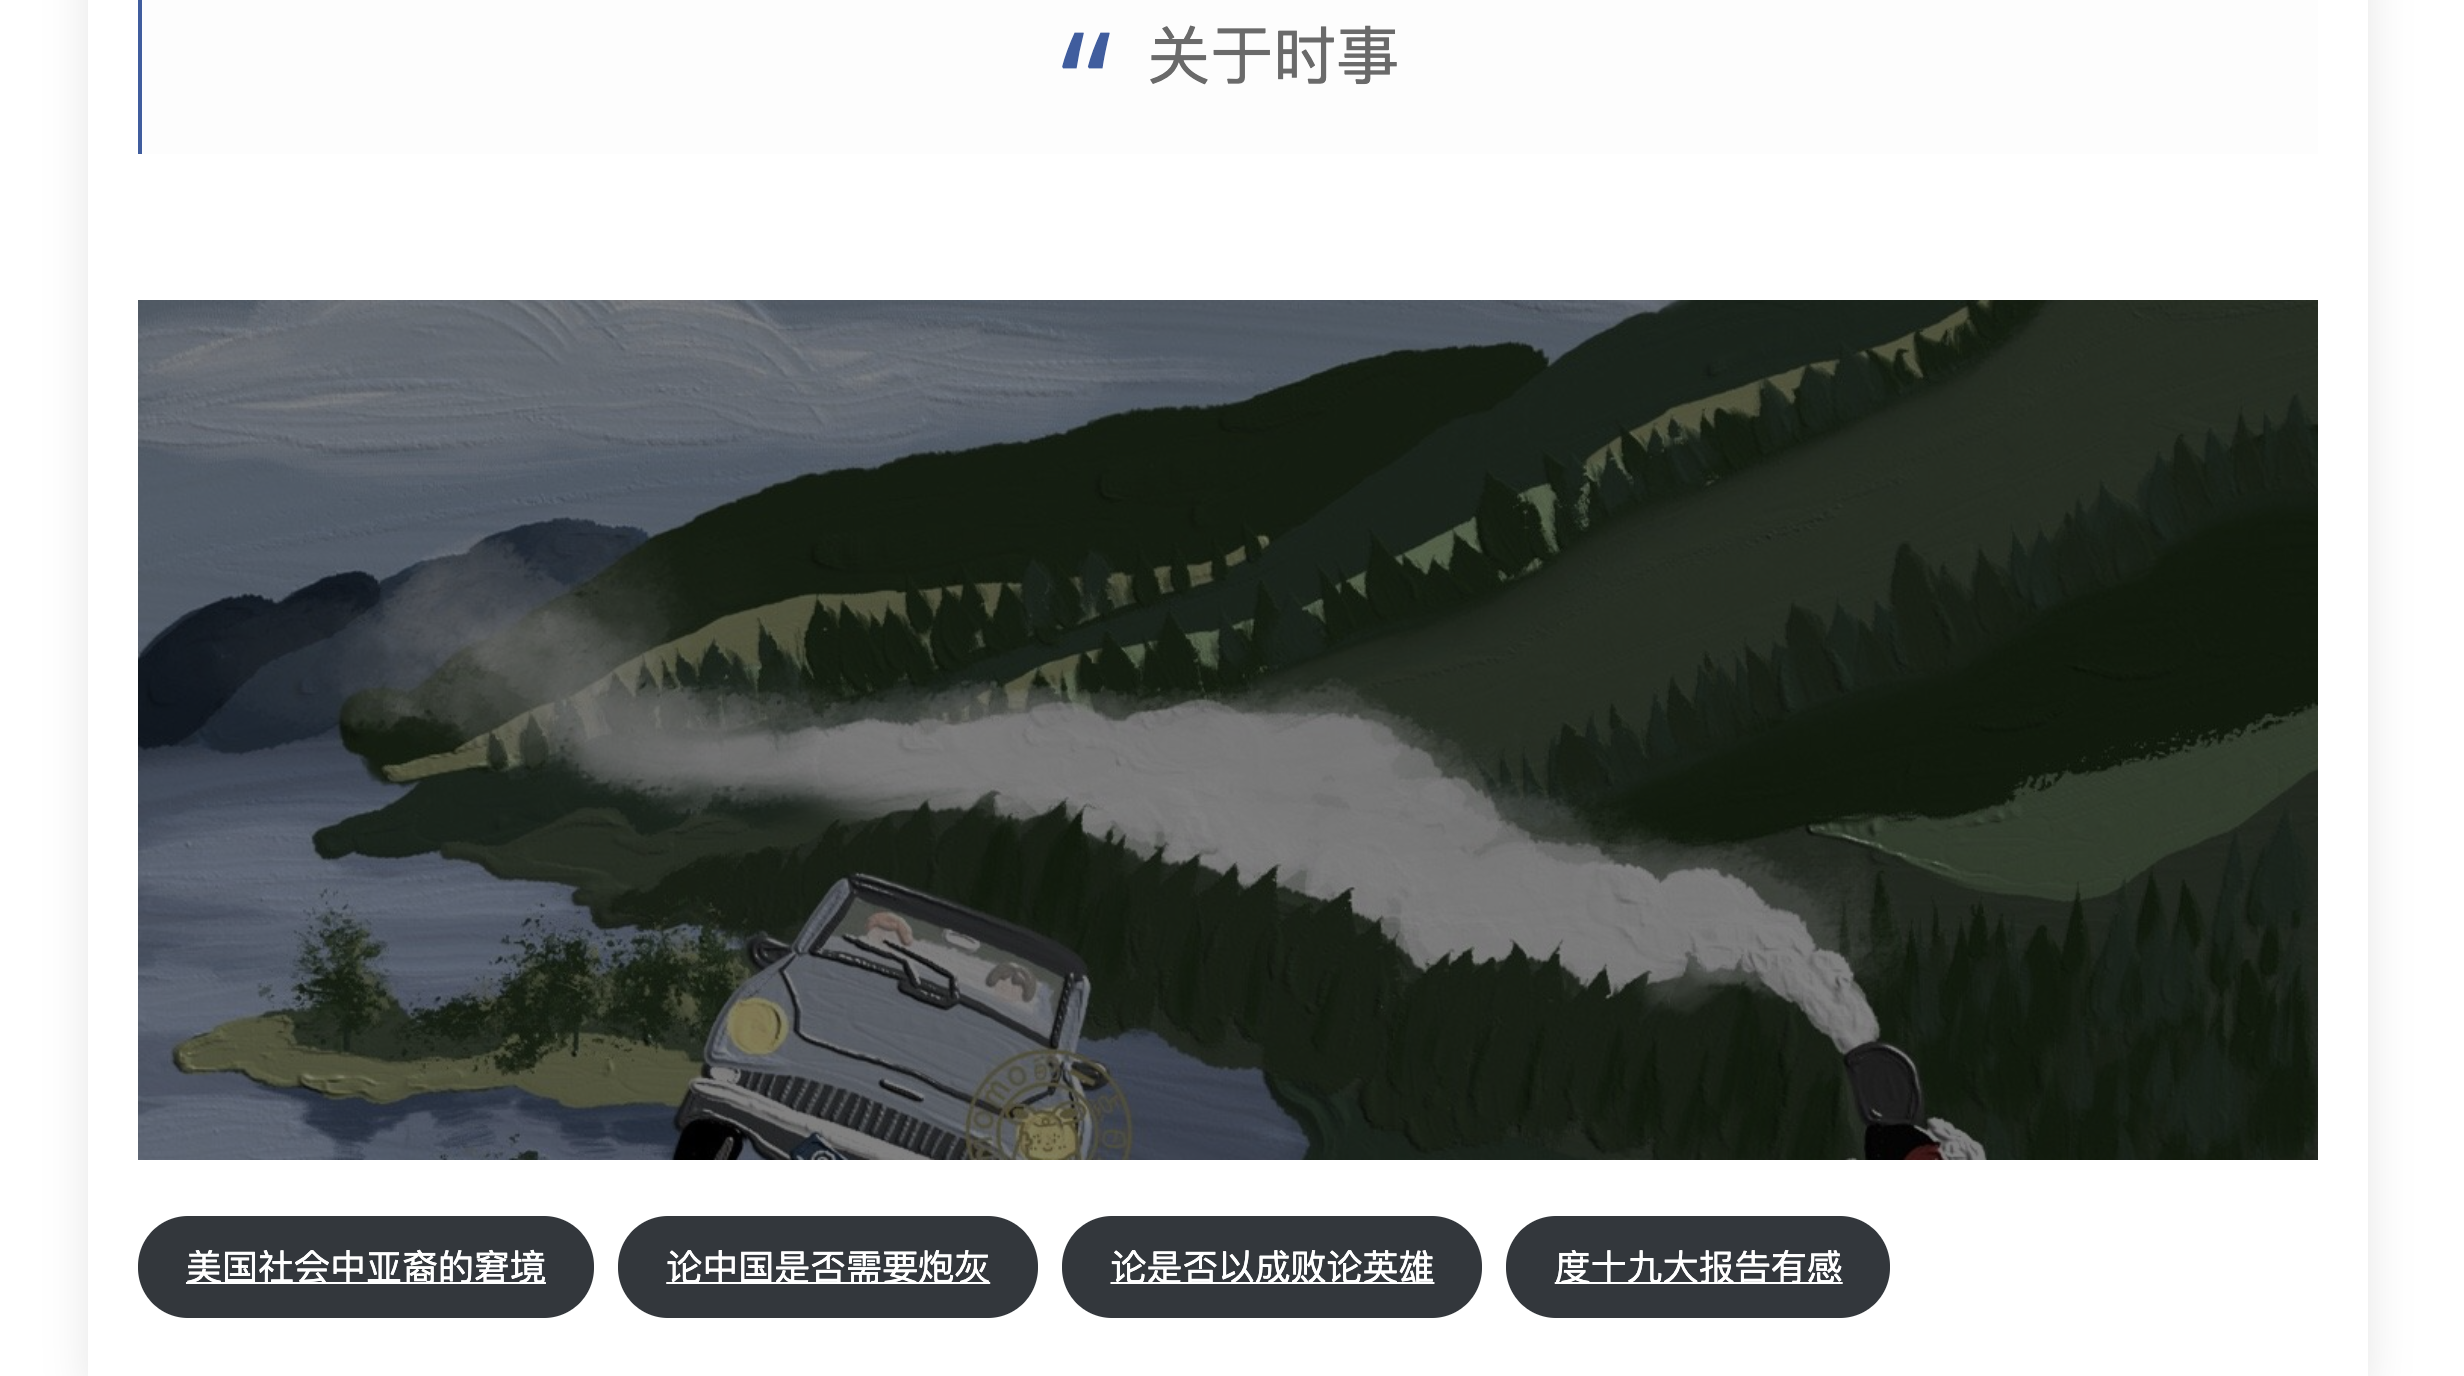 “ 关于时事
momo BY
美国社会中亚裔的窘境
论中国是否需要炮灰
论是否以成败论英雄
度十九大报告有感